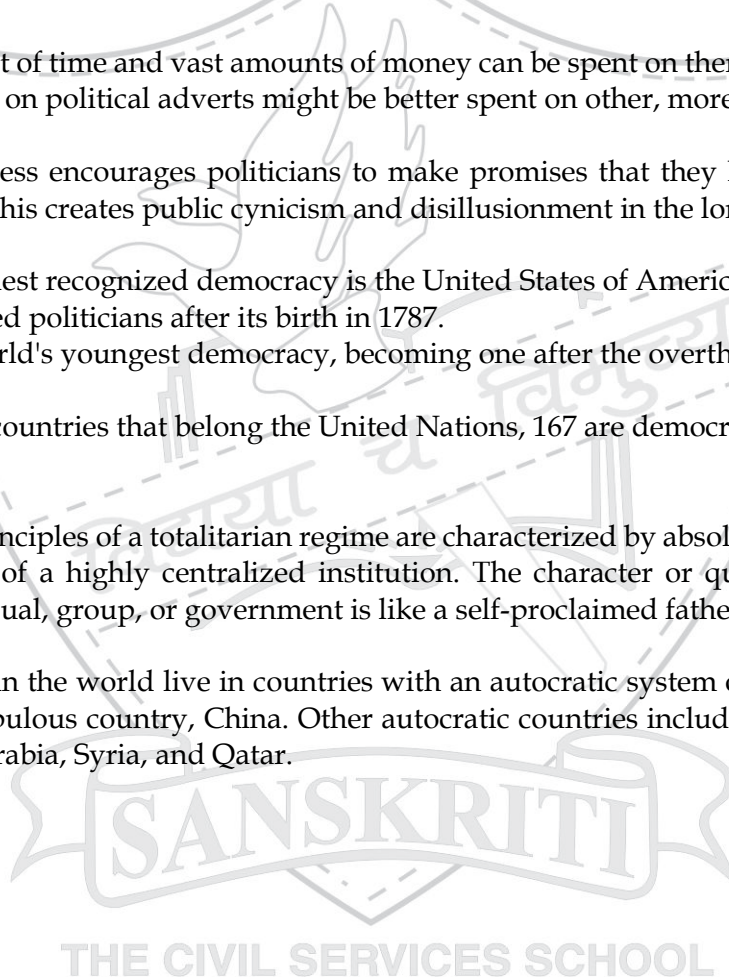 t of time and vast amounts of money can be spent on them
on political adverts might be better spent on other, more
ess encourages politicians to make promises that they
his creates public cynicism and disillusionment in the lon
est recognized democracy is the United States of Americ
ed politicians after its birth in 1787.
rld's youngest democracy, becoming one after the overth
countries that belong the United Nations, 167 are democr
nciples of a totalitarian regime are characterized by absol
of a highly centralized institution. The character or qu
ual, group, or government is like a self-proclaimed fathe
in the world live in countries with an autocratic system
pulous country, China. Other autocratic countries includ
rabia, Syria, and Qatar.
विद्यया च विमुच्य
SANSKRITI
THE CIVIL SERVICES SCHOOL